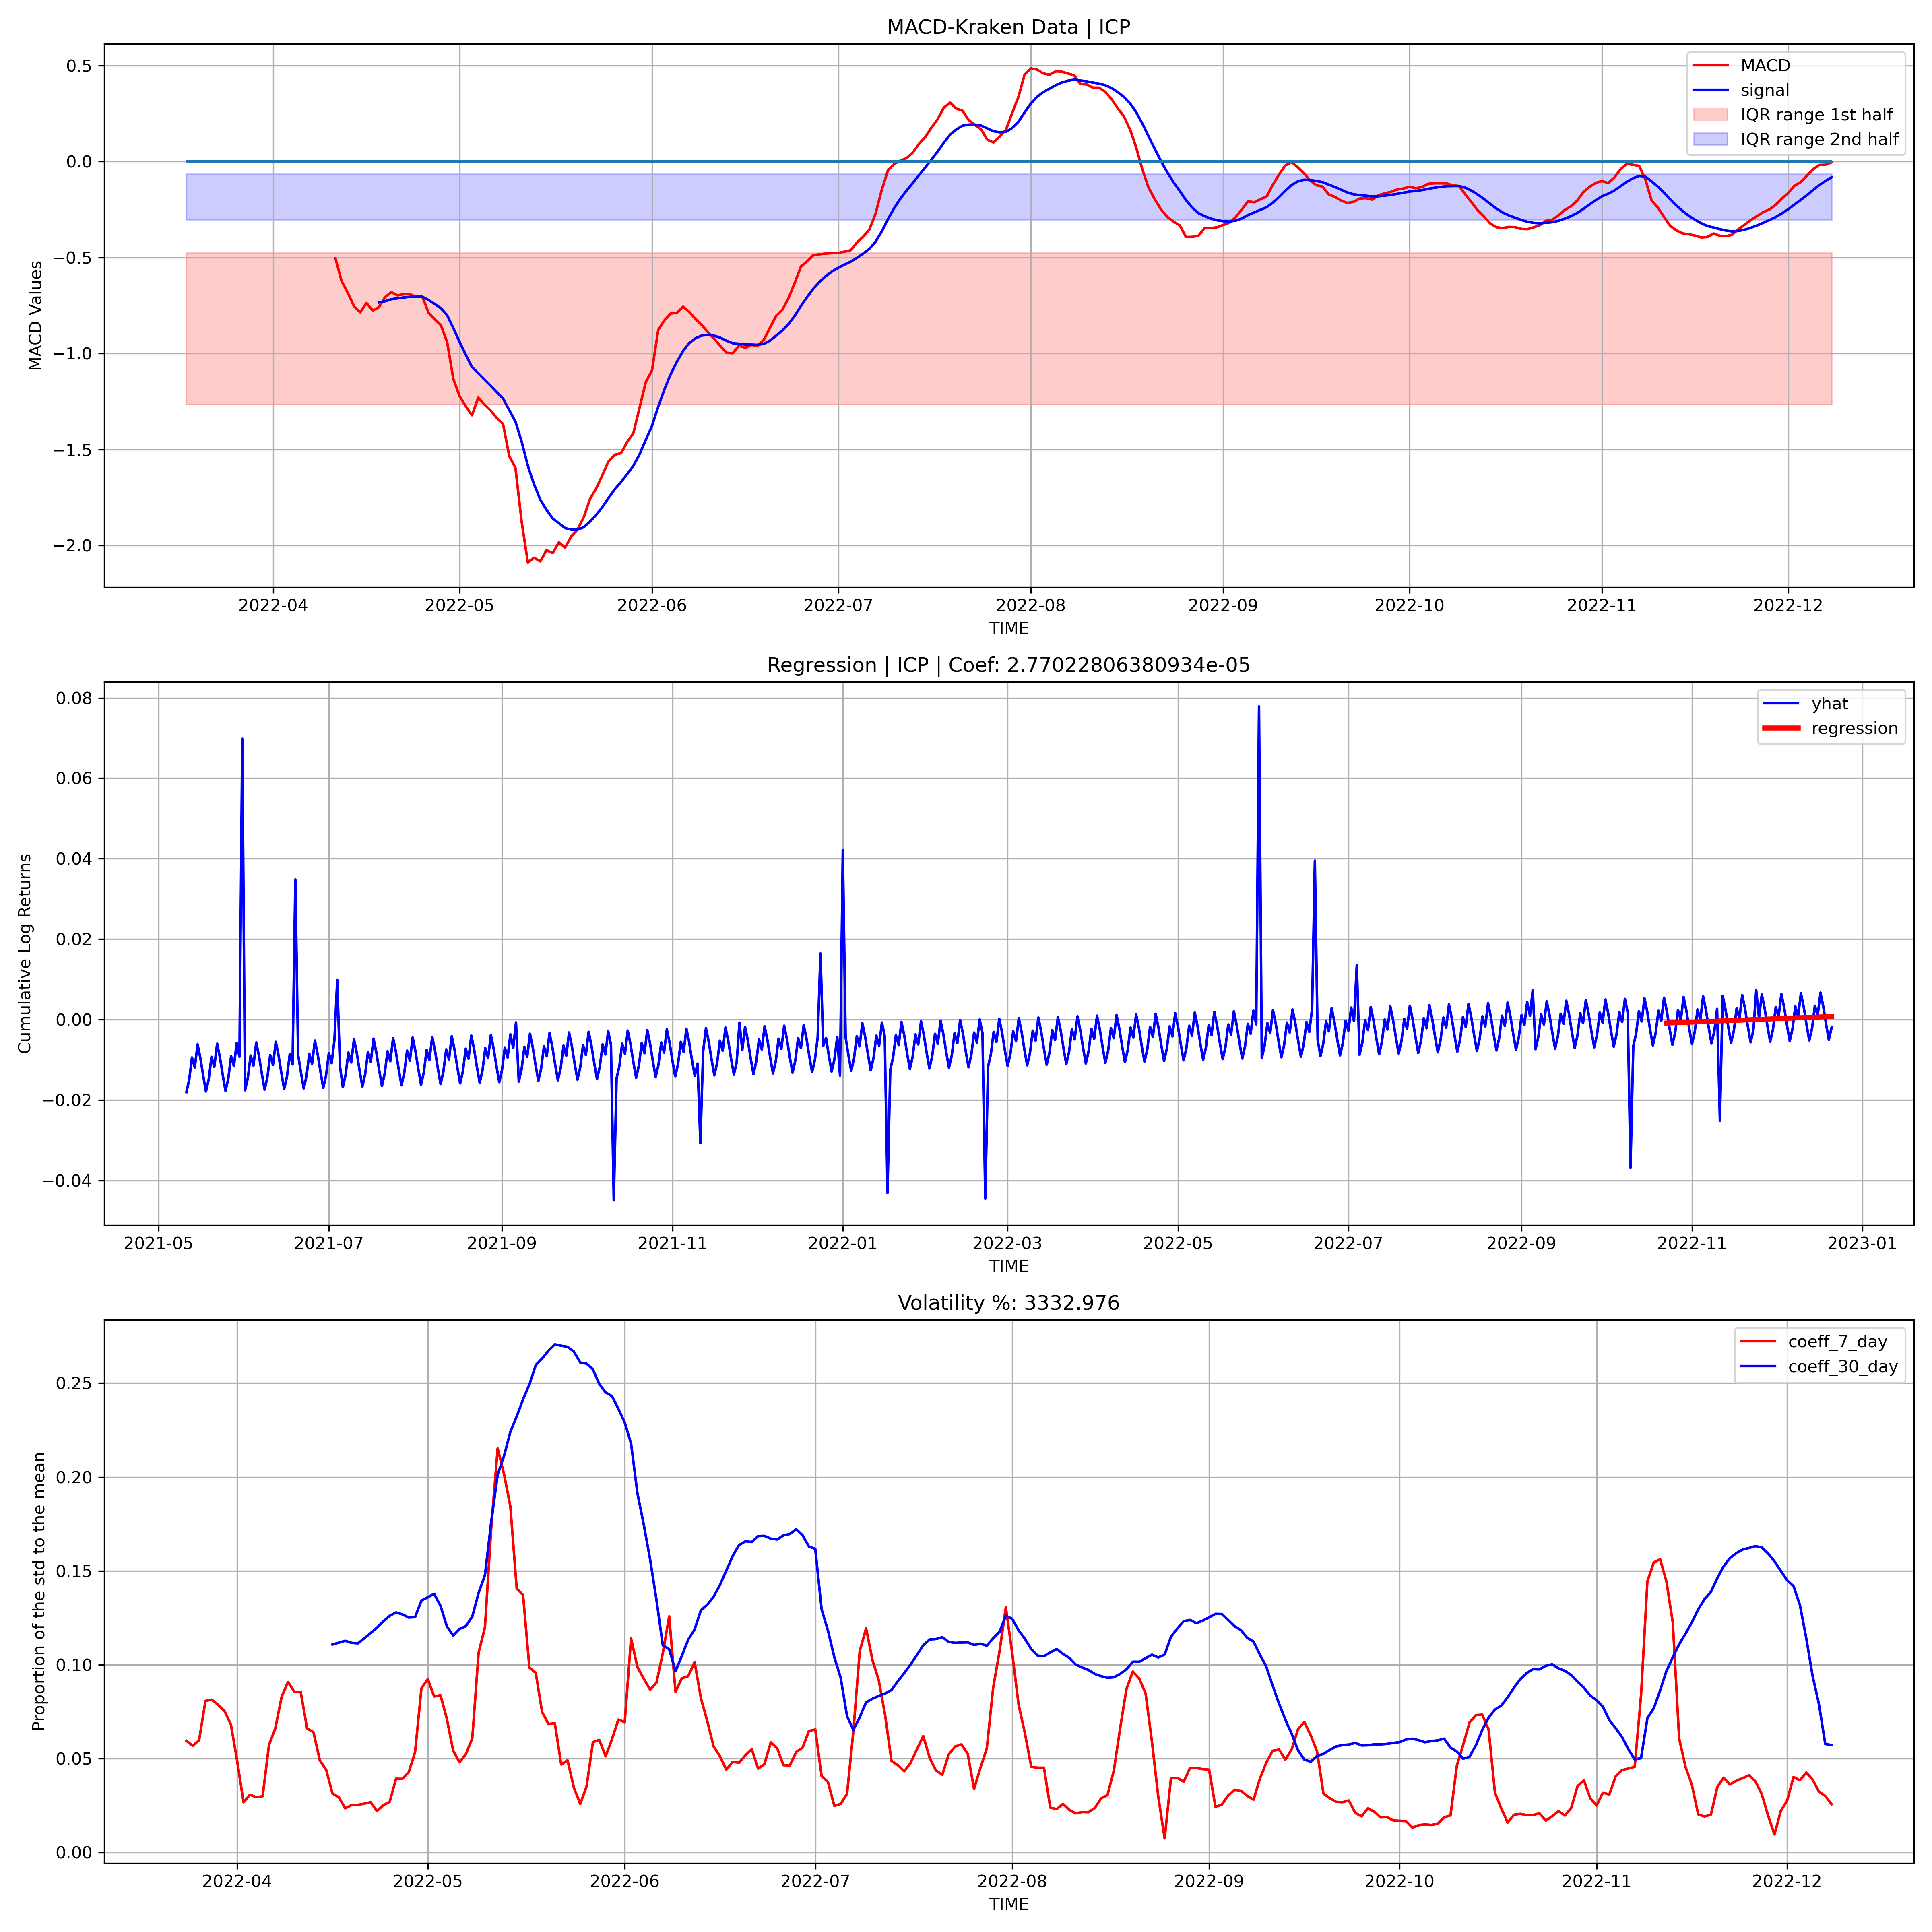 MACD-Kraken Data | ICP
MACD Values
0.5
0.0
−0.5
−1.0
−1.5
−2.0
MACD
signal
IQR range 1st half
IQR range 2nd half
2022-04 2022-05 2022-06 2022-07 2022-08 2022-09 2022-10 2022-11 2022-12
TIME
Regression | ICP | Coef: 2.77022806380934e-05
Cumulative Log Returns
0.08
0.06
0.04
0.02
0.00
−0.02
−0.04
yhat
regression
2021-05 2021-07 2021-09 2021-11 2022-01 2022-03 2022-05 2022-07 2022-09 2022-11 2023-01
TIME
Volatility %: 3332.976
Proportion of the std to the mean
0.25
0.20
0.15
0.10
0.05
0.00
coeff_7_day
coeff_30_day
2022-04 2022-05 2022-06 2022-07 2022-08 2022-09 2022-10 2022-11 2022-12
TIME